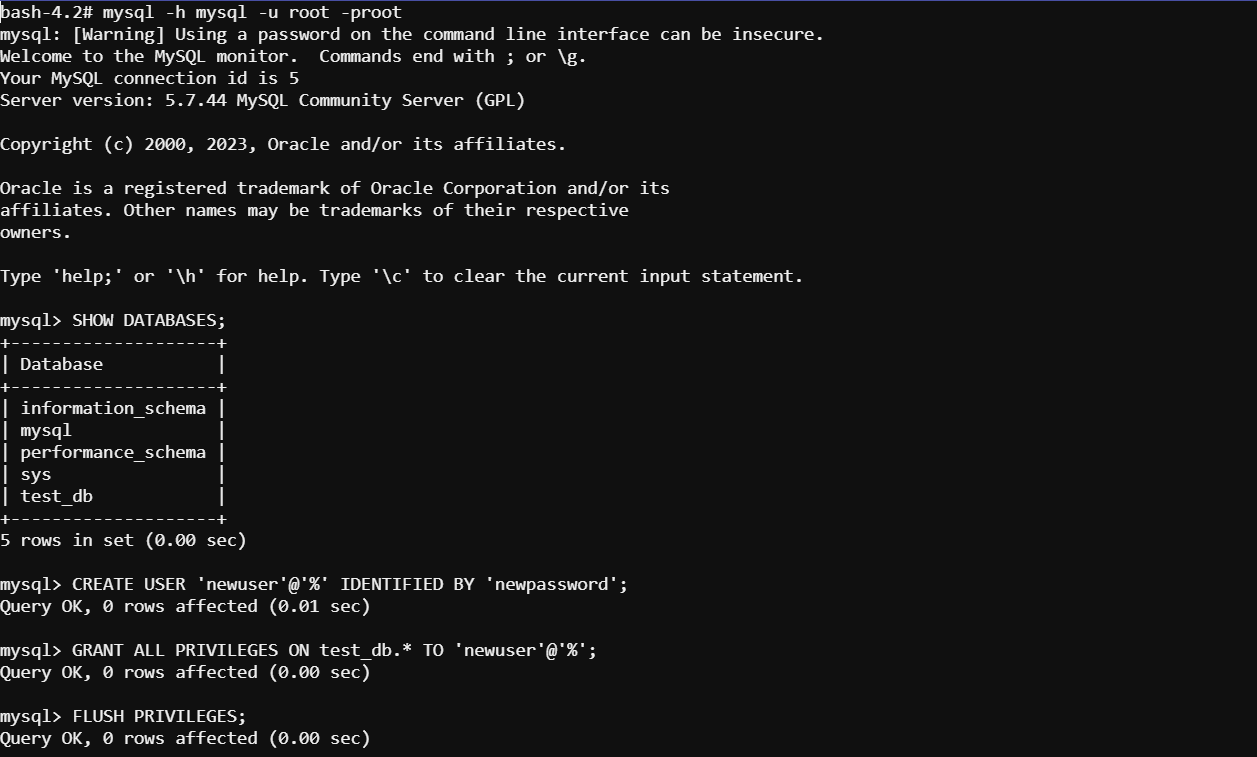 bash-4.2# mysql -h mysql -u root -proot
mysql: [Warning] Using a password on the command line interface can be insecure.
Welcome to the MySQL monitor.  Commands end with ; or \g.
Your MySQL connection id is 5
Server version: 5.7.44 MySQL Community Server (GPL)

Copyright (c) 2000, 2023, Oracle and/or its affiliates.

Oracle is a registered trademark of Oracle Corporation and/or its
affiliates. Other names may be trademarks of their respective
owners.

Type 'help;' or '\h' for help. Type '\c' to clear the current input statement.

mysql> SHOW DATABASES;
+--------------------+
| Database           |
+--------------------+
| information_schema |
| mysql              |
| performance_schema |
| sys                |
| test_db            |
+--------------------+
5 rows in set (0.00 sec)

mysql> CREATE USER 'newuser'@'%' IDENTIFIED BY 'newpassword';
Query OK, 0 rows affected (0.01 sec)

mysql> GRANT ALL PRIVILEGES ON test_db.* TO 'newuser'@'%';
Query OK, 0 rows affected (0.00 sec)

mysql> FLUSH PRIVILEGES;
Query OK, 0 rows affected (0.00 sec)